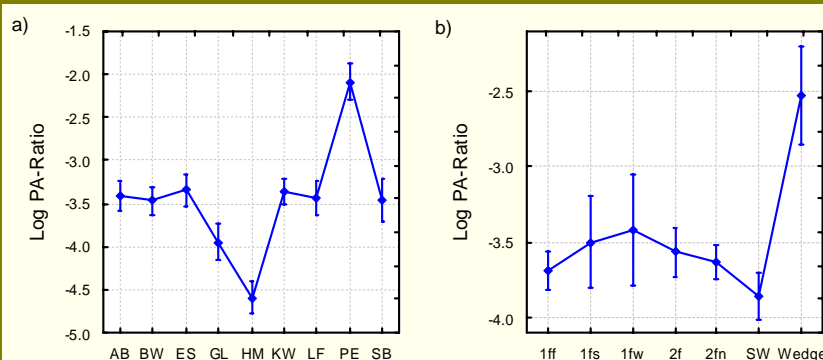 a)
Log PA-Ratio
-1.5
-2.0
-2.5
-3.0
-3.5
-4.0
-4.5
-5.0
AB BW ES GL HM KW LF PE SB
b)
Log PA-Ratio
-2.5
-3.0
-3.5
-4.0
1ff 1fs 1fw 2f 2fn SW Wedge